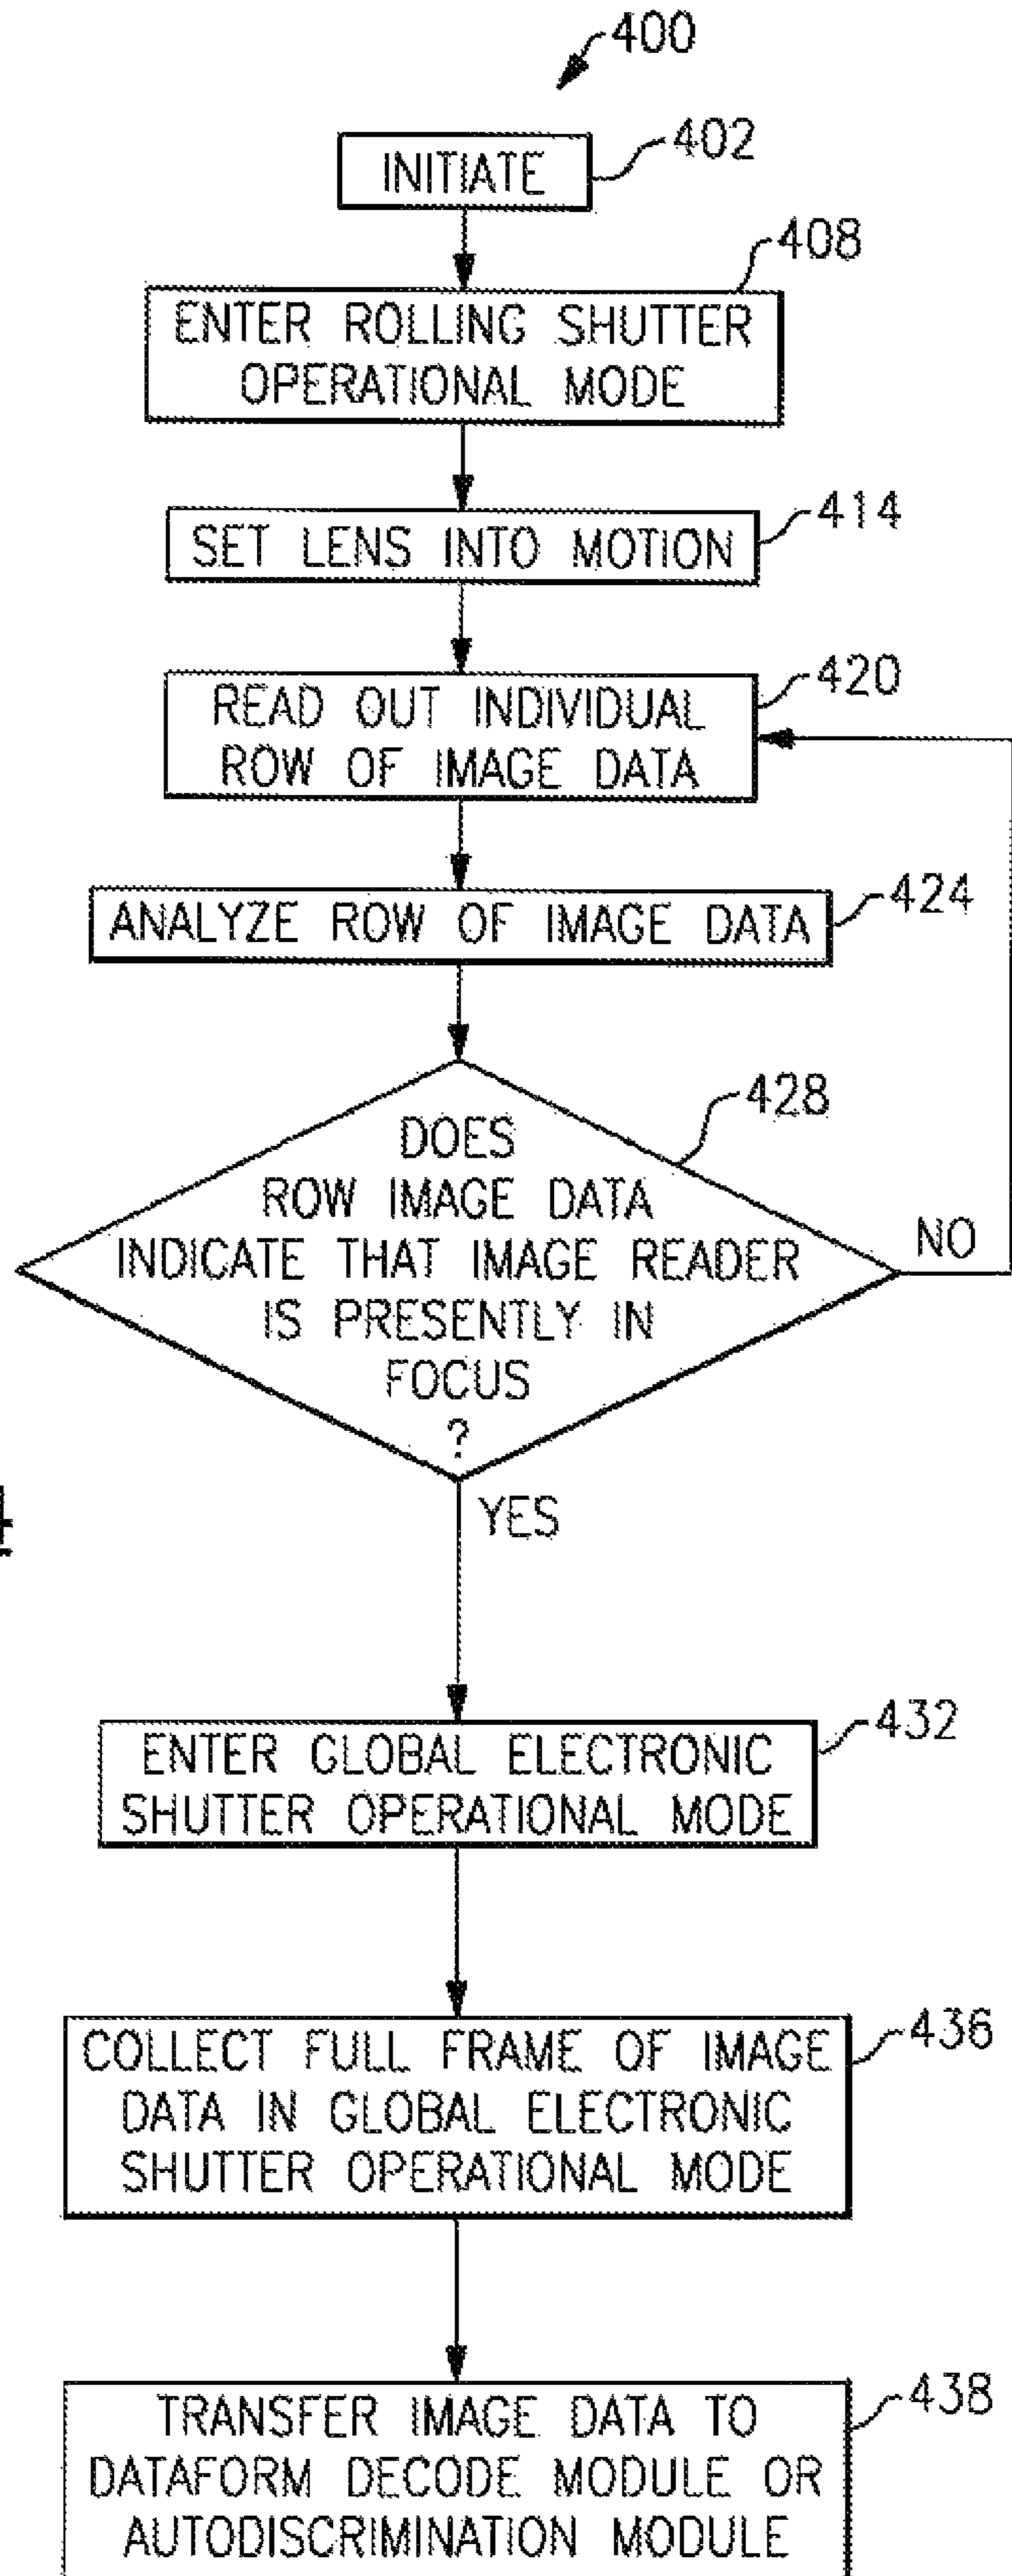 400
INITIATE
402
408
ENTER ROLLING SHUTTER
OPERATIONAL MODE
414
SET LENS INTO MOTION
420
READ OUT INDIVIDUAL
ROW OF IMAGE DATA
424
ANALYZE ROW OF IMAGE DATA
428
DOES
ROW IMAGE DATA
INDICATE THAT IMAGE READER
IS PRESENTLY IN
FOCUS
?
NO
YES
432
ENTER GLOBAL ELECTRONIC
SHUTTER OPERATIONAL MODE
436
COLLECT FULL FRAME OF IMAGE
DATA IN GLOBAL ELECTRONIC
SHUTTER OPERATIONAL MODE
438
TRANSFER IMAGE DATA TO
DATAFORM DECODE MODULE OR
AUTODISCRIMINATION MODULE